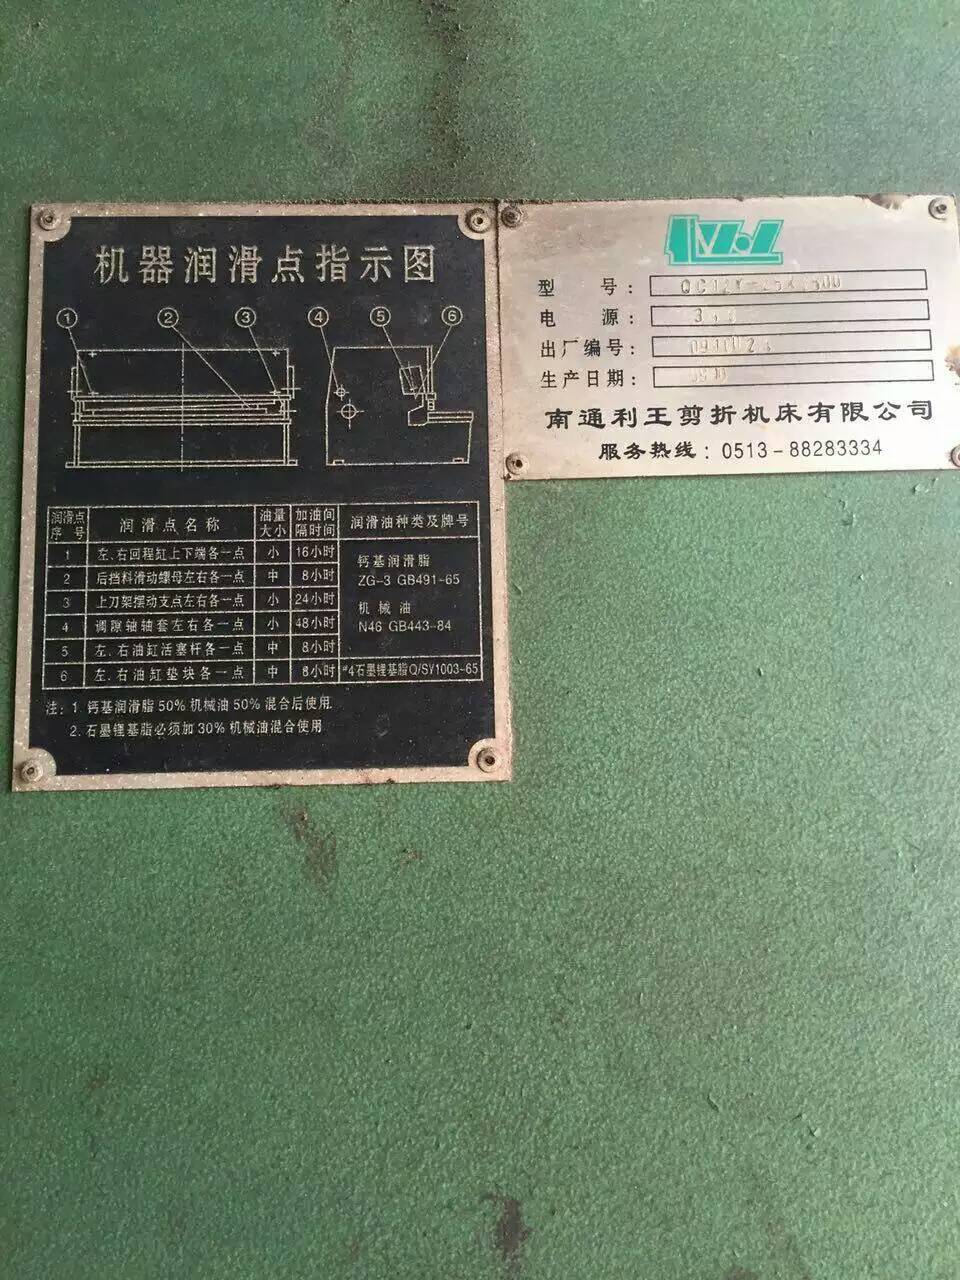 机器润滑点指示图
① ② ③ ④ ⑤ ⑥
润滑点序号 润滑点名称 油量大小 加油间隔时间 润滑油种类及牌号
1 左.右回程缸上下端各一点 小 16小时
2 后挡料滑动螺母左右各一点 中 8小时
3 上刀架摆动支点左右各一点 小 24小时
4 调隙轴轴套左右各一点 小 48小时
5 左.右油缸活塞杆各一点 中 8小时
钙基润滑脂
ZG-3 GB491-65
机械油
N46 GB443-84
6 左.右油缸垫块各一点 中 8小时 #4石墨锂基脂Q/SY1003-65
注: 1. 钙基润滑脂50%机械油50%混合后使用.
2. 石墨锂基脂必须加30%机械油混合使用
型 号:
电 源:
出厂编号:
生产日期:
南通利王剪折机床有限公司
服务热线: 0513-88283334